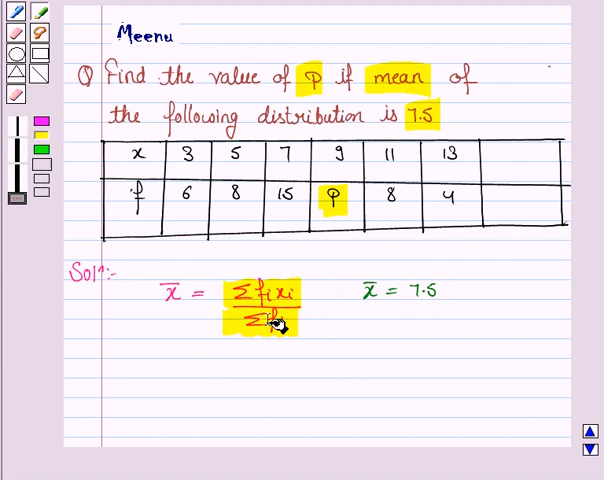 Meenu
Q Find the value of p if mean of
the following distribution is 7.5
x 3 5 7 9 11 13
f 6 8 15 p 8 4
Solⁿ:-
x̄ = Σfixi / Σfi x̄ = 7.5